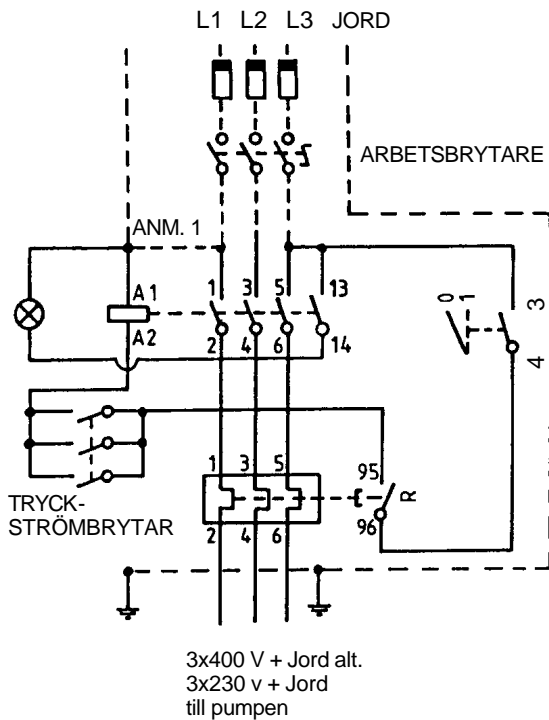 L1 L2 L3 JORD
ARBETSBRYTARE
ANM. 1
A1
1 3 5 13
0 1
3
A2
2 4 6 14
4
1 3 5
95
R
TRYCK-
STRÖMBRYTAR
96
2 4 6
3x400 V + Jord alt.
3x230 v + Jord
till pumpen